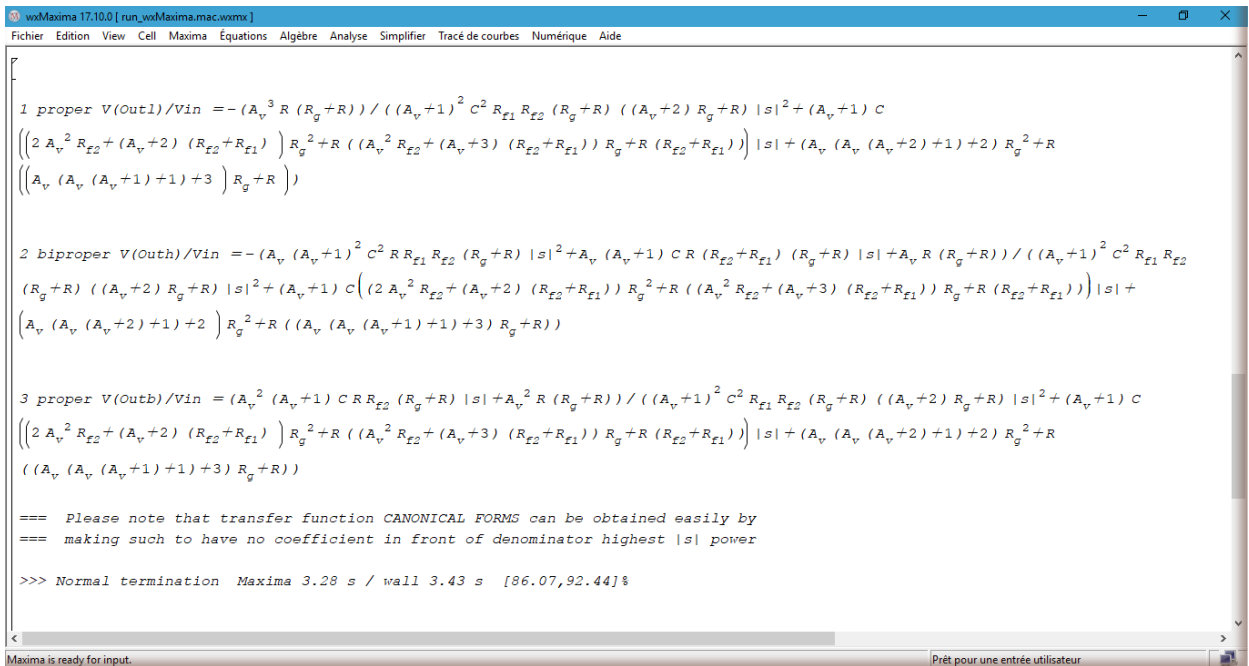 wxMaxima 17.10.0 [ run_wxMaxima.mac.wxmx ]
Fichier Edition View Cell Maxima Équations Algèbre Analyse Simplifier Tracé de courbes Numérique Aide
1 proper V(Outl)/Vin =-(A_v^3 R (R_g+R))/((A_v+1)^2 C^2 R_f1 R_f2 (R_g+R) ((A_v+2) R_g+R) |s|^2+(A_v+1) C
((2 A_v^2 R_f2+(A_v+2) (R_f2+R_f1)) R_g^2+R ((A_v^2 R_f2+(A_v+3) (R_f2+R_f1)) R_g+R (R_f2+R_f1))) |s|+(A_v (A_v (A_v+2)+1)+2) R_g^2+R
((A_v (A_v (A_v+1)+1)+3) R_g+R))
2 biproper V(Outh)/Vin =-(A_v (A_v+1)^2 C^2 R R_f1 R_f2 (R_g+R) |s|^2+A_v (A_v+1) C R (R_f2+R_f1) (R_g+R) |s|+A_v R (R_g+R))/((A_v+1)^2 C^2 R_f1 R_f2
(R_g+R) ((A_v+2) R_g+R) |s|^2+(A_v+1) C((2 A_v^2 R_f2+(A_v+2) (R_f2+R_f1)) R_g^2+R ((A_v^2 R_f2+(A_v+3) (R_f2+R_f1)) R_g+R (R_f2+R_f1)))|s|+
(A_v (A_v (A_v+2)+1)+2) R_g^2+R ((A_v (A_v (A_v+1)+1)+3) R_g+R))
3 proper V(Outb)/Vin =(A_v^2 (A_v+1) C R R_f2 (R_g+R) |s|+A_v^2 R (R_g+R))/((A_v+1)^2 C^2 R_f1 R_f2 (R_g+R) ((A_v+2) R_g+R) |s|^2+(A_v+1) C
((2 A_v^2 R_f2+(A_v+2) (R_f2+R_f1)) R_g^2+R ((A_v^2 R_f2+(A_v+3) (R_f2+R_f1)) R_g+R (R_f2+R_f1))) |s|+(A_v (A_v (A_v+2)+1)+2) R_g^2+R
((A_v (A_v (A_v+1)+1)+3) R_g+R))
=== Please note that transfer function CANONICAL FORMS can be obtained easily by
=== making such to have no coefficient in front of denominator highest |s| power
>>> Normal termination Maxima 3.28 s / wall 3.43 s [86.07,92.44]%
Maxima is ready for input. Prêt pour une entrée utilisateur